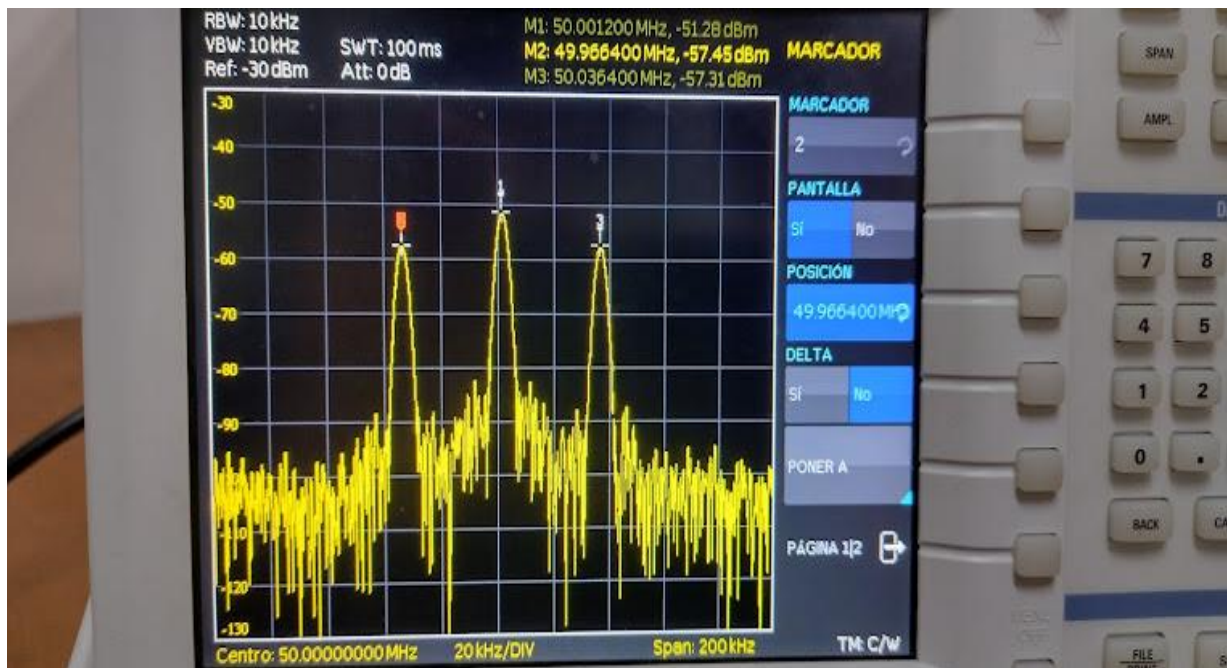 RBW: 10 kHz
VBW: 10 kHz
SWT: 100 ms
Ref: -30 dBm
Att: 0 dB
M1: 50.001200 MHz, -51.28 dBm
M2: 49.966400 MHz, -57.45 dBm
M3: 50.036400 MHz, -57.31 dBm
MARCADOR
-30
-40
-50
-60
-70
-80
-90
-110
-120
-130
1
3
MARCADOR
2
PANTALLA
Sí No
POSICIÓN
49.966400 MH
DELTA
Sí No
PONER A
PÁGINA 1|2
Centro: 50.00000000 MHz
20 kHz/DIV
Span: 200 kHz
TM: C/W
SPAN
AMPL
D
7 8
4 5
1 2
0 .
BACK
CA
FILE